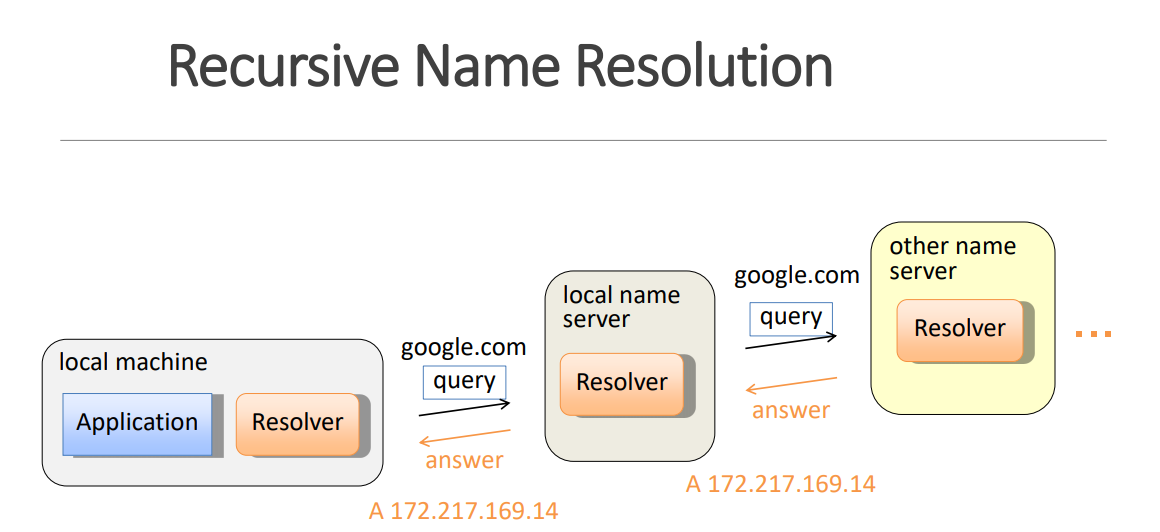 Recursive Name Resolution
local machine
Application
Resolver
google.com
query
answer
A 172.217.169.14
local name
server
Resolver
google.com
query
answer
A 172.217.169.14
other name
server
Resolver
...